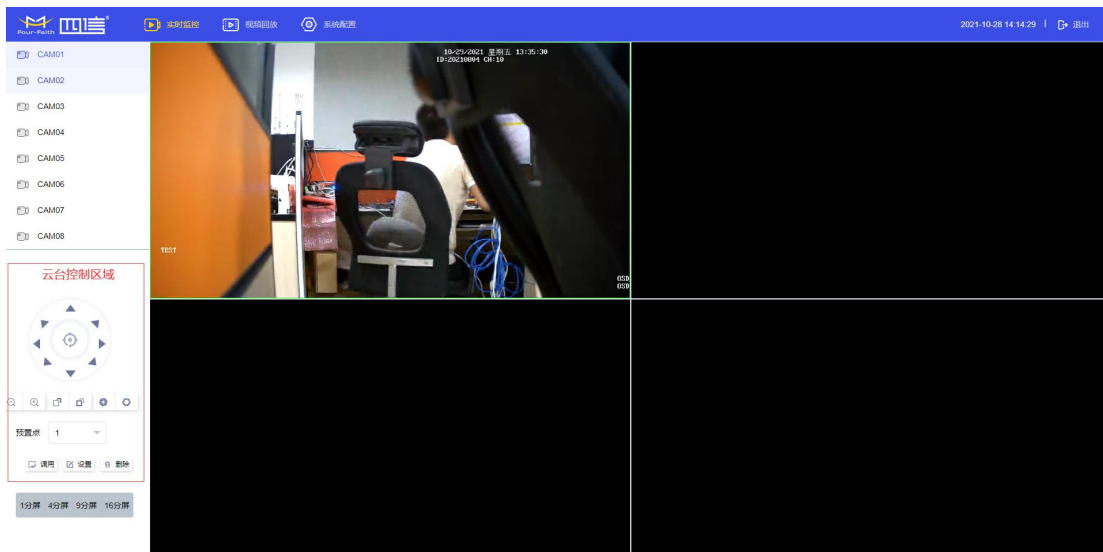 Four-Faith 四信
实时监控 视频回放 系统配置
2021-10-28 14:14:29 退出
CAM01
CAM02
CAM03
CAM04
CAM05
CAM06
CAM07
CAM08
10/29/2021 星期五 13:35:30
ID:20210804 CH:10
TEST
OSD
OSD
云台控制区域
预置点 1
调用 设置 删除
1分屏 4分屏 9分屏 16分屏